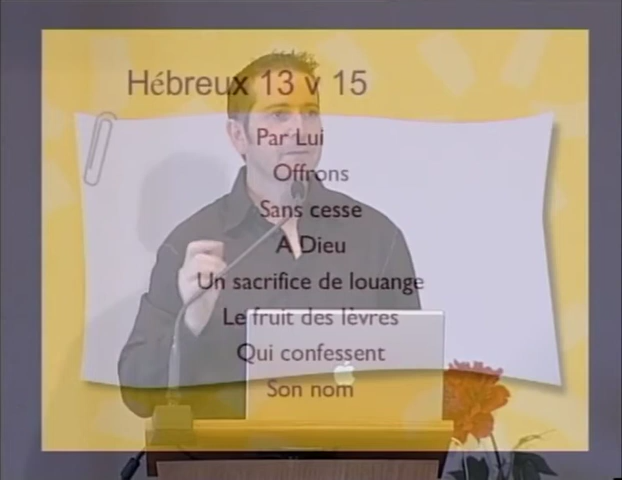 Hébreux 13 v 15
Par Lui
Offrons
Sans cesse
A Dieu
Un sacrifice de louange
Le fruit des lèvres
Qui confessent
Son nom